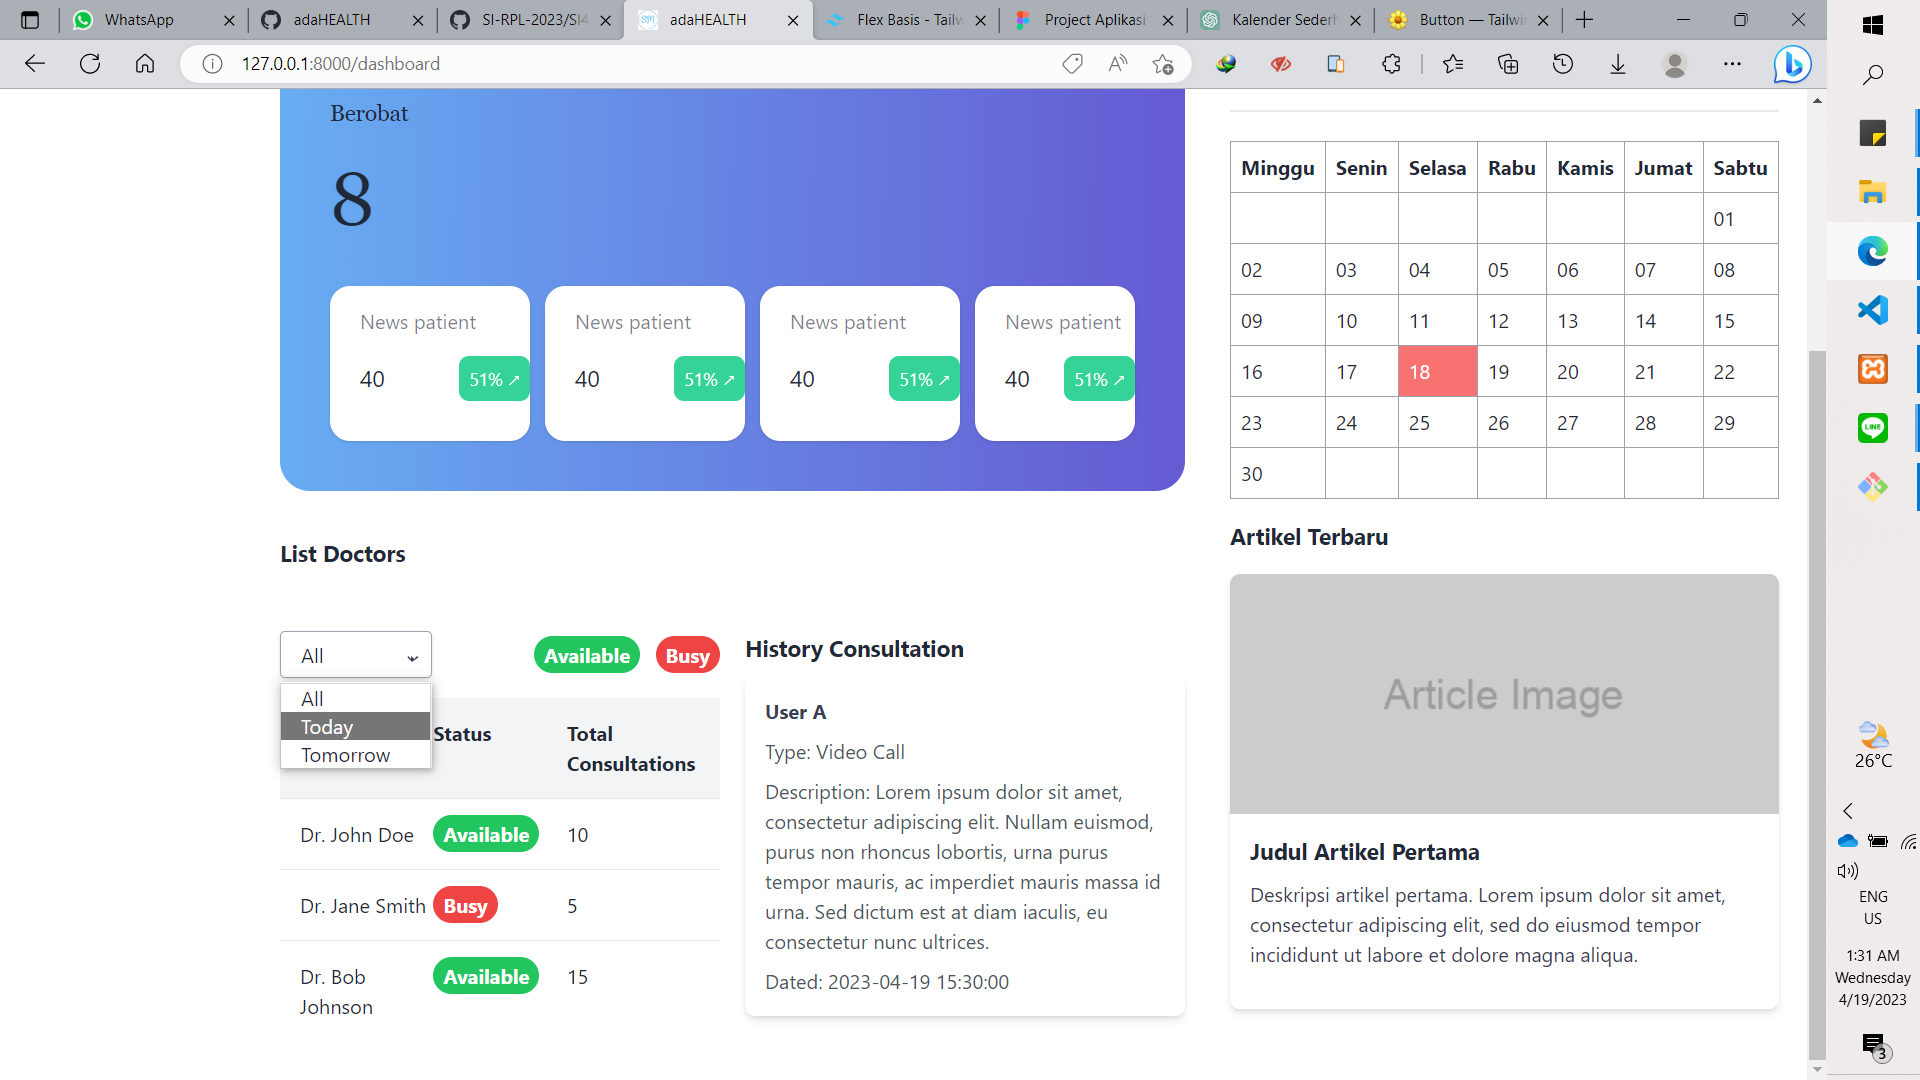 WhatsApp
adaHEALTH
SI-RPL-2023/SI4
adaHEALTH
Flex Basis - Tailw
Project Aplikasi
Kalender Sederh
Button — Tailwi
127.0.0.1:8000/dashboard
Berobat
8
News patient
40
51% ↗
News patient
40
51% ↗
News patient
40
51% ↗
News patient
40
51% ↗
Minggu Senin Selasa Rabu Kamis Jumat Sabtu
01
02 03 04 05 06 07 08
09 10 11 12 13 14 15
16 17 18 19 20 21 22
23 24 25 26 27 28 29
30
List Doctors
All
All
Today
Tomorrow
Available Busy
Status
Total
Consultations
Dr. John Doe Available 10
Dr. Jane Smith Busy 5
Dr. Bob
Johnson
Available 15
History Consultation
User A
Type: Video Call
Description: Lorem ipsum dolor sit amet,
consectetur adipiscing elit. Nullam euismod,
purus non rhoncus lobortis, urna purus
tempor mauris, ac imperdiet mauris massa id
urna. Sed dictum est at diam iaculis, eu
consectetur nunc ultrices.
Dated: 2023-04-19 15:30:00
Artikel Terbaru
Article Image
Judul Artikel Pertama
Deskripsi artikel pertama. Lorem ipsum dolor sit amet,
consectetur adipiscing elit, sed do eiusmod tempor
incididunt ut labore et dolore magna aliqua.
LINE
26°C
ENG
US
1:31 AM
Wednesday
4/19/2023
3